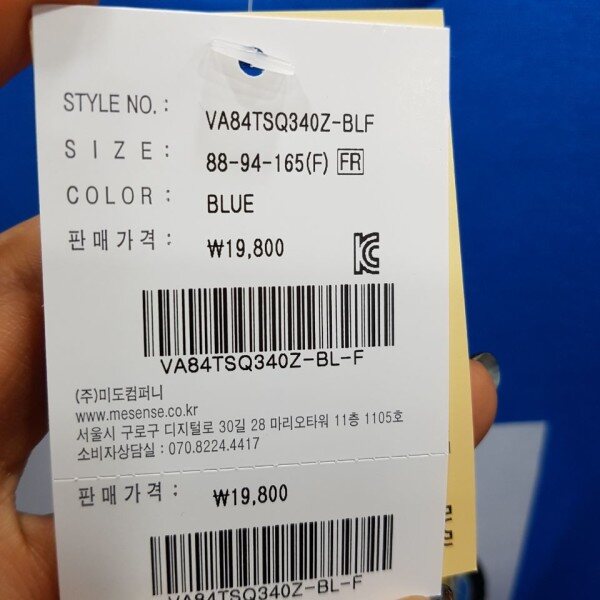 STYLE NO. : VA84TSQ340Z-BLF
S I Z E : 88-94-165(F) FR
COLOR : BLUE
판매가격 : ₩19,800
KC
VA84TSQ340Z-BL-F
(주)미도컴퍼니
www.mesense.co.kr
서울시 구로구 디지털로 30길 28 마리오타워 11층 1105호
소비자상담실 : 070.8224.4417
판매가격 : ₩19,800
VA84TSQ340Z-BL-F